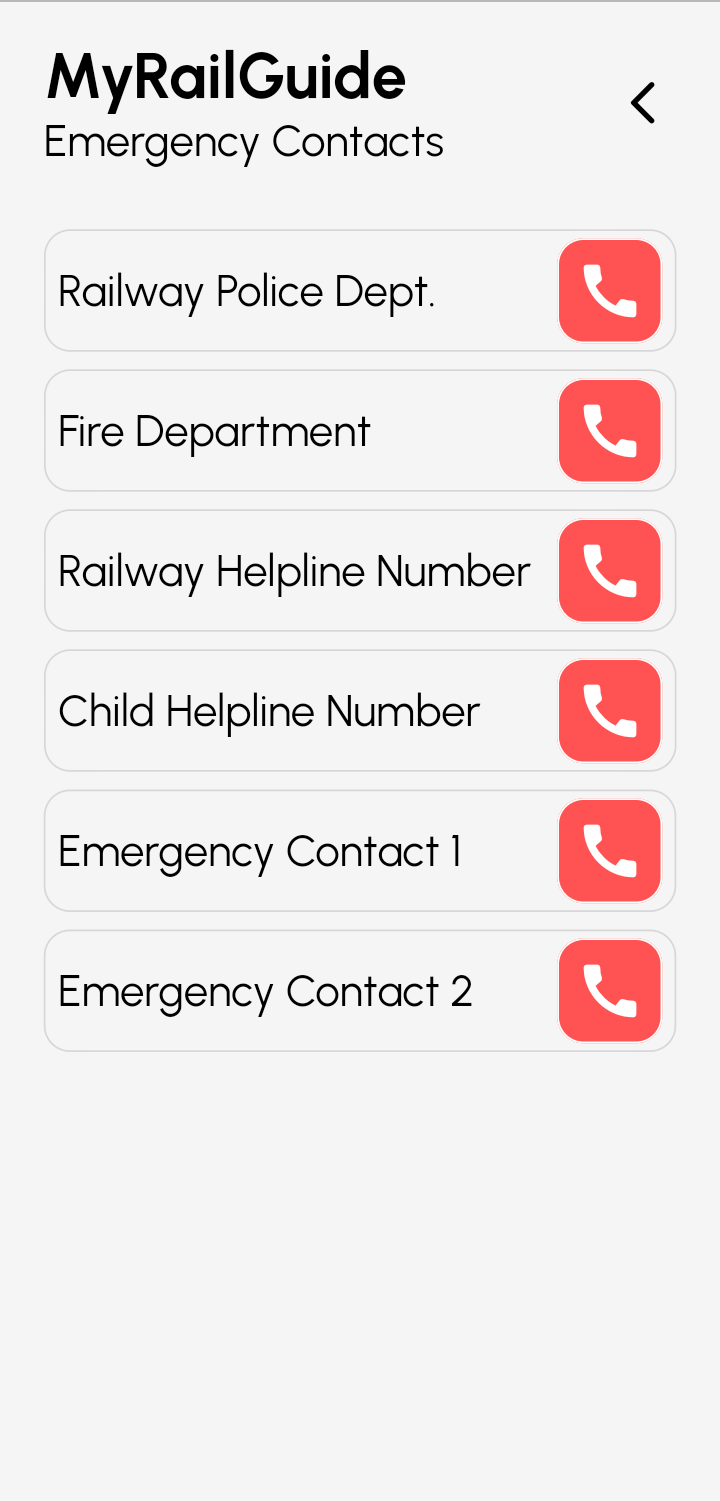 MyRailGuide
Emergency Contacts
Railway Police Dept.
Fire Department
Railway Helpline Number
Child Helpline Number
Emergency Contact 1
Emergency Contact 2